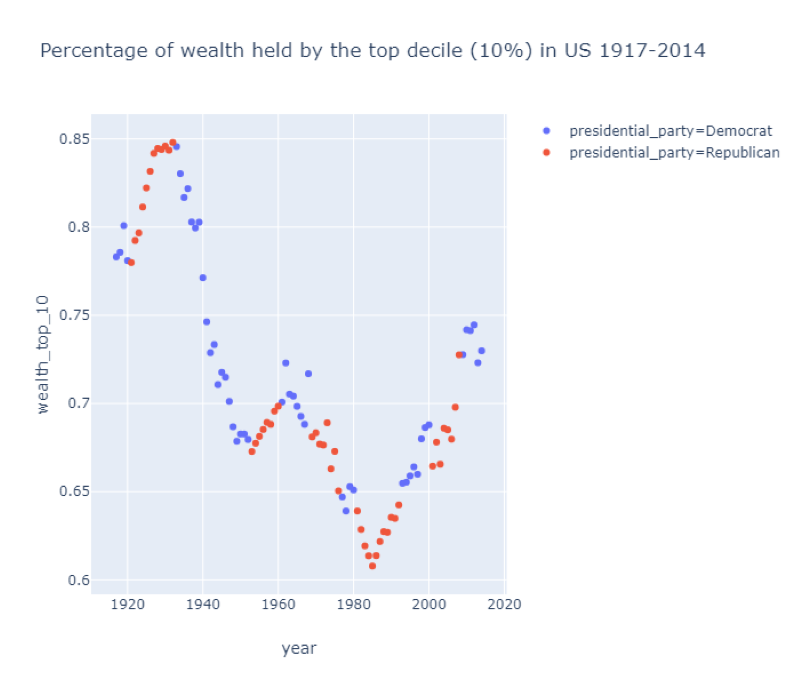 Percentage of wealth held by the top decile (10%) in US 1917-2014
presidential_party=Democrat
presidential_party=Republican
0.85
0.8
0.75
0.7
0.65
0.6
wealth_top_10
1920
1940
1960
1980
2000
2020
year